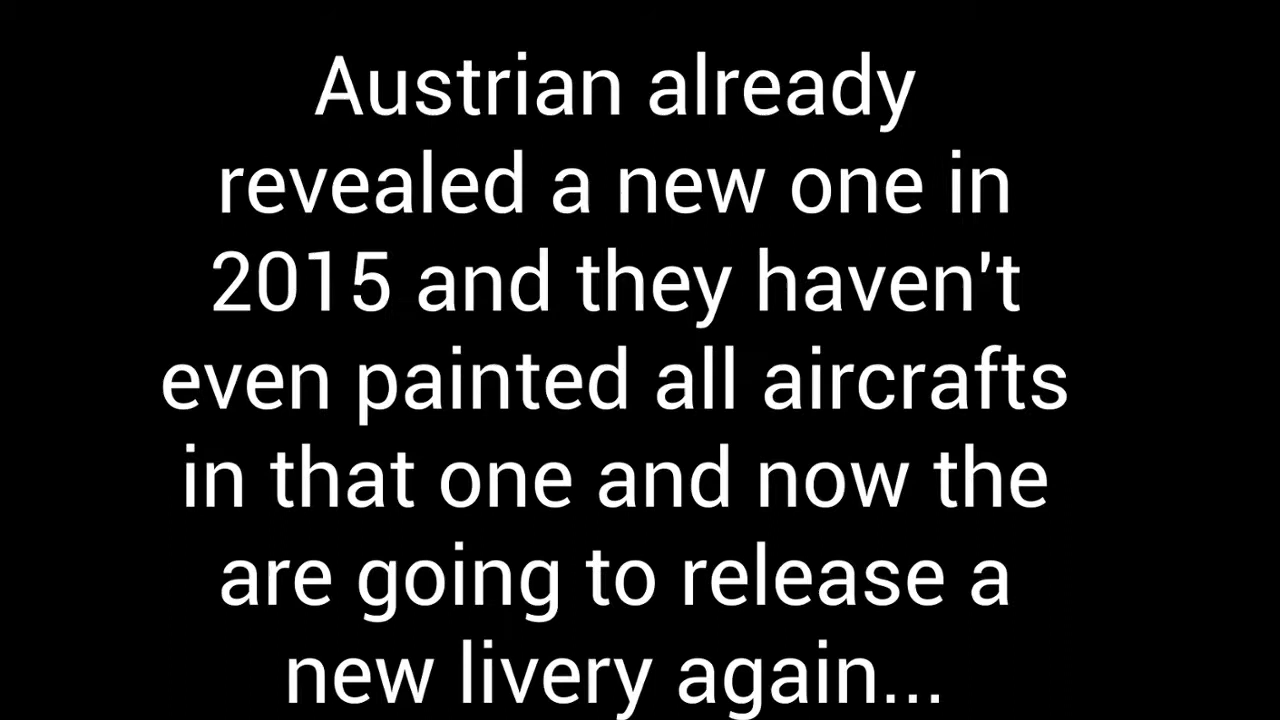 Austrian already
revealed a new one in
2015 and they haven't
even painted all aircrafts
in that one and now the
are going to release a
new livery again...